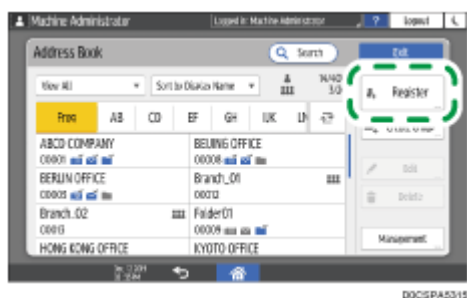 Machine Administrator
Logged in: Machine Administrator
?
Logout
Address Book
Search
Exit
View All
Sort by Display Name
Register
Freq.
AB
CD
EF
GH
IJK
ABCD COMPANY
00001
BEIJING OFFICE
00008
BERLIN OFFICE
00003
Branch_01
00012
Edit
Delete
Branch_02
00013
Folder01
00009
HONG KONG OFFICE
KYOTO OFFICE
Management